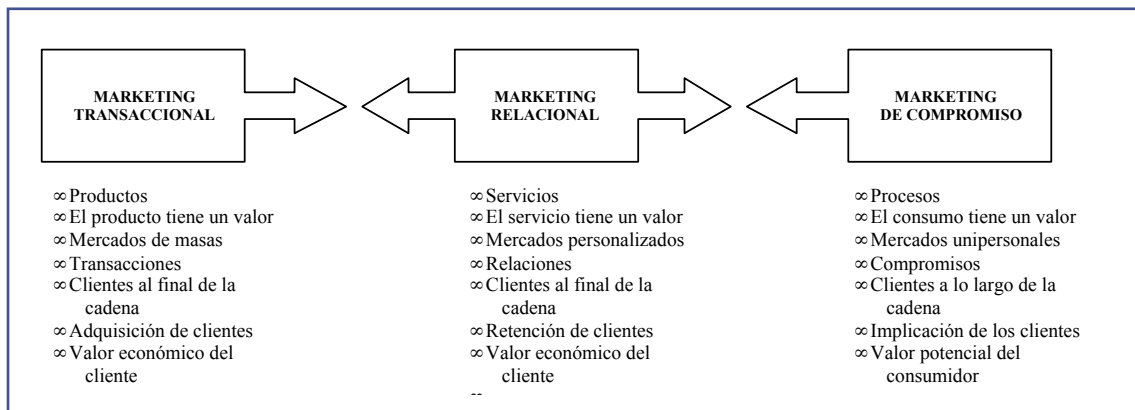 MARKETING
TRANSACCIONAL
MARKETING
RELACIONAL
MARKETING
DE COMPROMISO
∞ Productos
∞ El producto tiene un valor
∞ Mercados de masas
∞ Transacciones
∞ Clientes al final de la
cadena
∞ Adquisición de clientes
∞ Valor económico del
cliente
∞ Servicios
∞ El servicio tiene un valor
∞ Mercados personalizados
∞ Relaciones
∞ Clientes al final de la
cadena
∞ Retención de clientes
∞ Valor económico del
cliente
∞
∞ Procesos
∞ El consumo tiene un valor
∞ Mercados unipersonales
∞ Compromisos
∞ Clientes a lo largo de la
cadena
∞ Implicación de los clientes
∞ Valor potencial del
consumidor